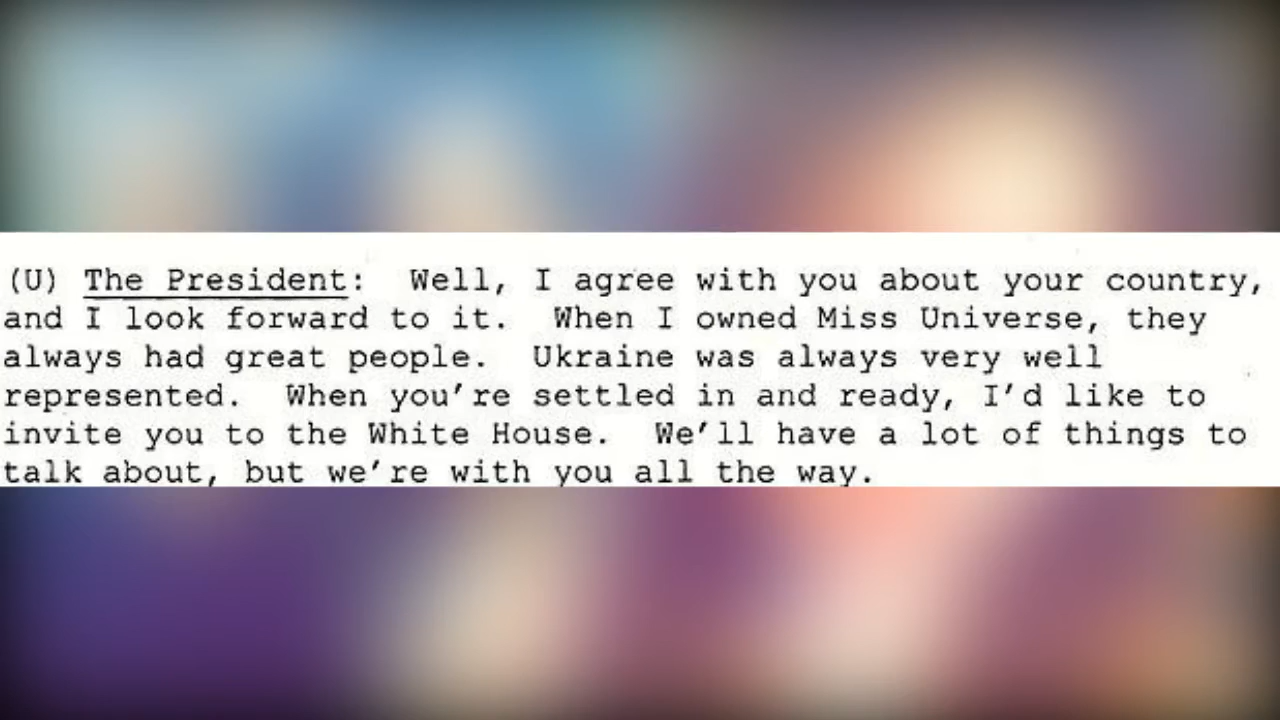 (U) The President: Well, I agree with you about your country,
and I look forward to it. When I owned Miss Universe, they
always had great people. Ukraine was always very well
represented. When you're settled in and ready, I'd like to
invite you to the White House. We'll have a lot of things to
talk about, but we're with you all the way.